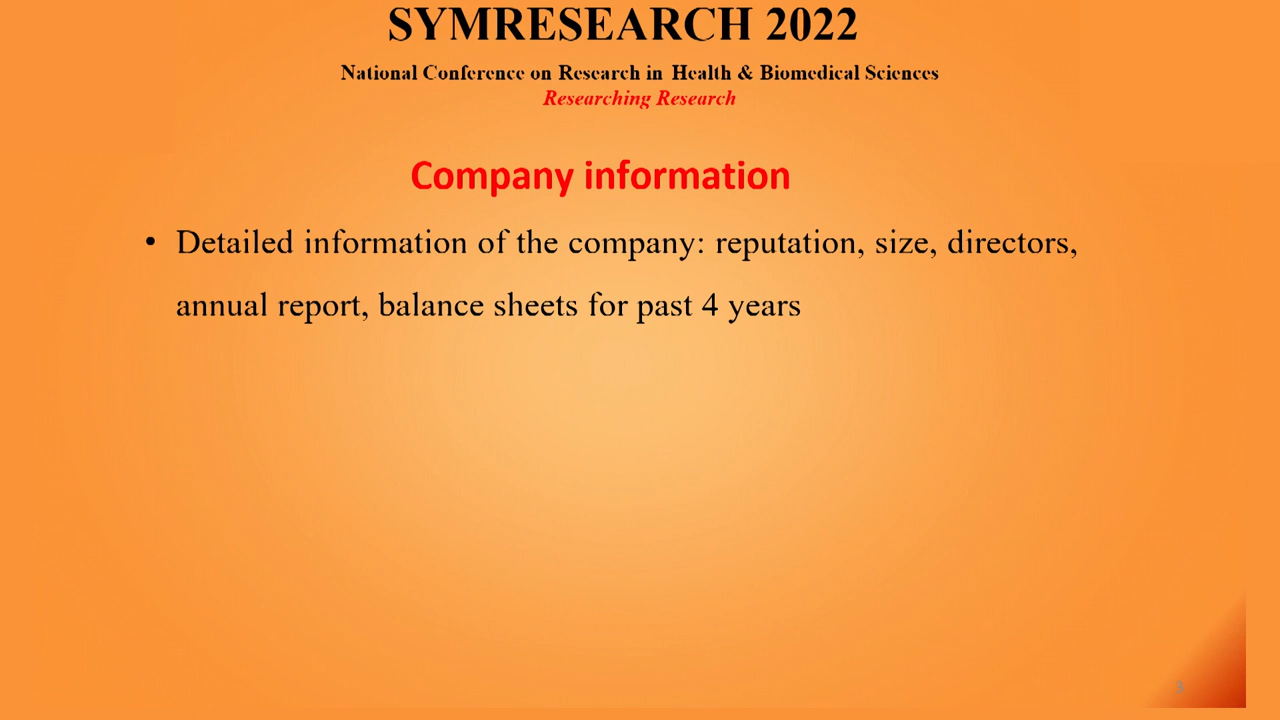 SYMRESEARCH 2022
National Conference on Research in Health & Biomedical Sciences
Researching Research
Company information
• Detailed information of the company: reputation, size, directors,
annual report, balance sheets for past 4 years